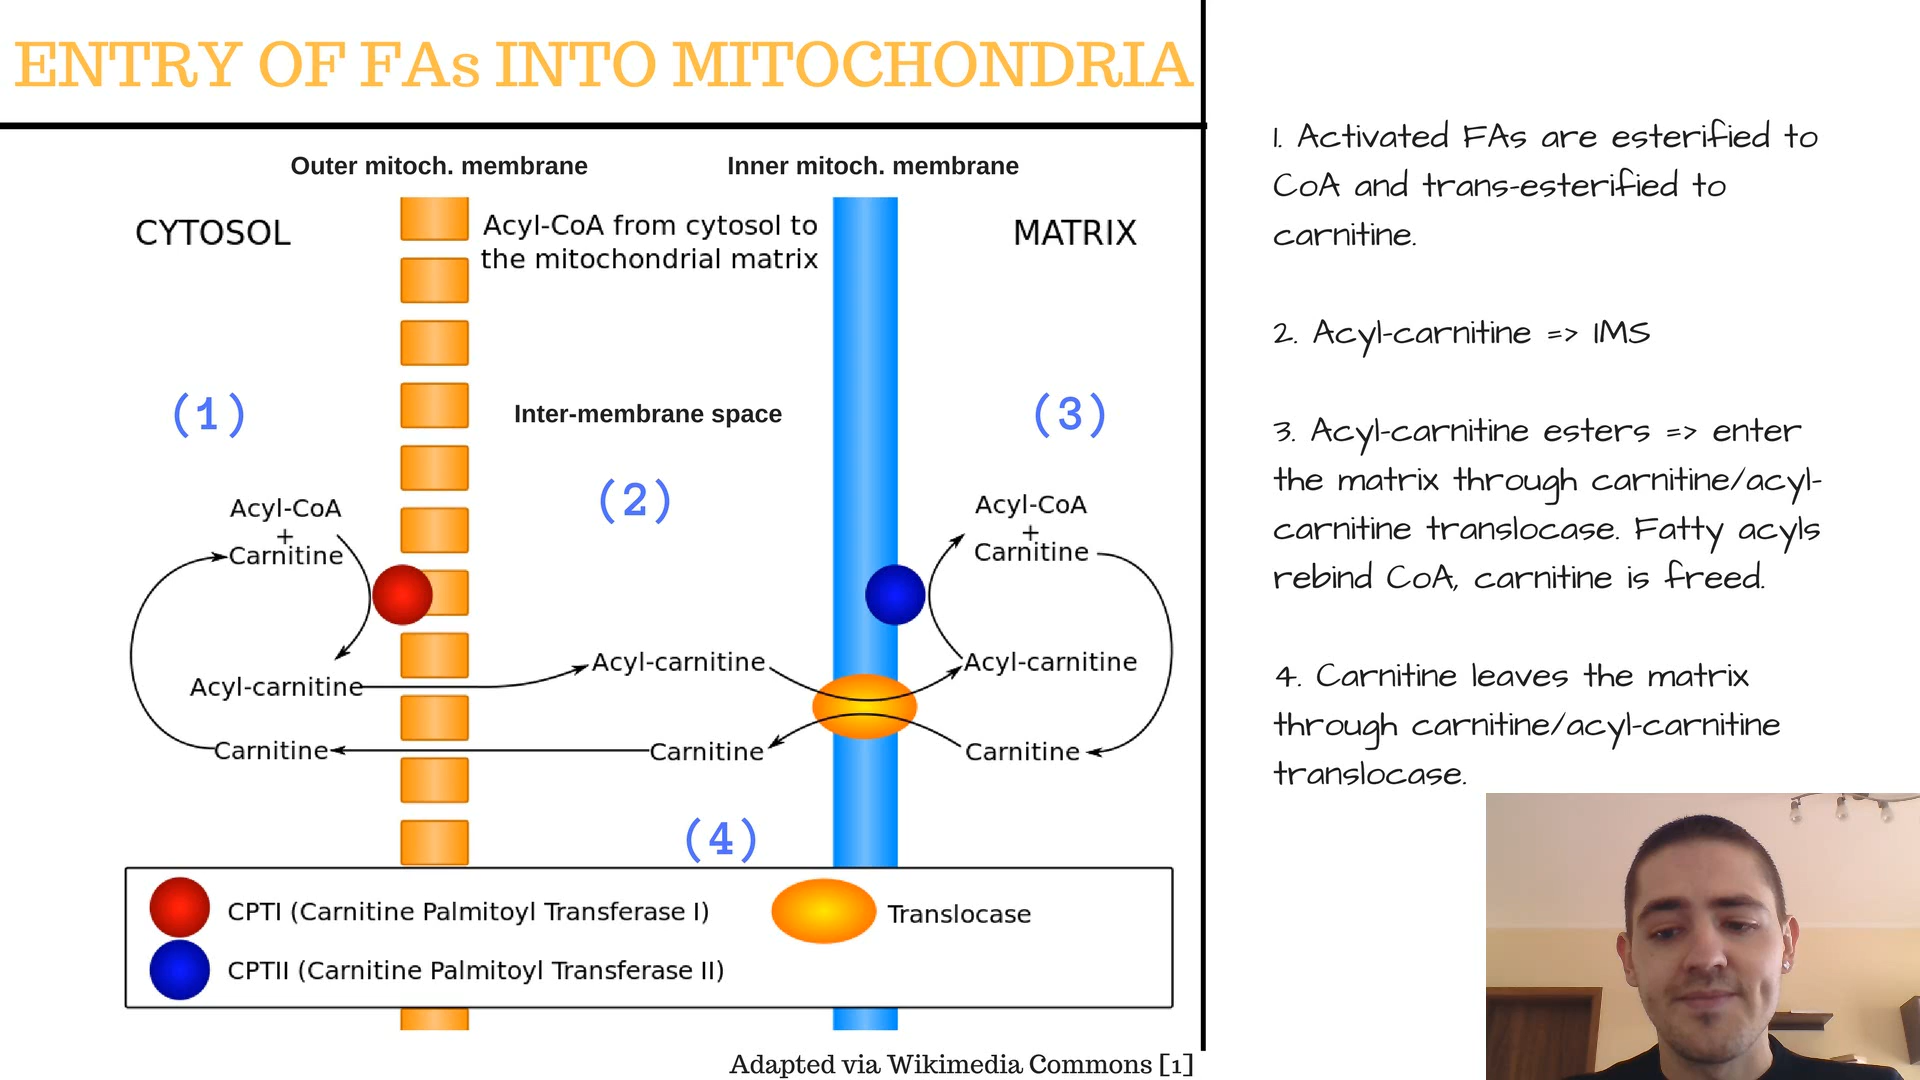 ENTRY OF FAs INTO MITOCHONDRIA
Outer mitoch. membrane
Inner mitoch. membrane
CYTOSOL
Acyl-CoA from cytosol to
the mitochondrial matrix
MATRIX
(1)
Inter-membrane space
(2)
(3)
Acyl-CoA
+
Carnitine
Acyl-CoA
+
Carnitine
Acyl-carnitine
Acyl-carnitine
Acyl-carnitine
Carnitine
Carnitine
Carnitine
(4)
CPTI (Carnitine Palmitoyl Transferase I)
Translocase
CPTII (Carnitine Palmitoyl Transferase II)
Adapted via Wikimedia Commons [1]
1. Activated FAs are esterified to
CoA and trans-esterified to
carnitine.
2. Acyl-carnitine => IMS
3. Acyl-carnitine esters => enter
the matrix through carnitine/acyl-
carnitine translocase. Fatty acyls
rebind CoA, carnitine is freed.
4. Carnitine leaves the matrix
through carnitine/acyl-carnitine
translocase.